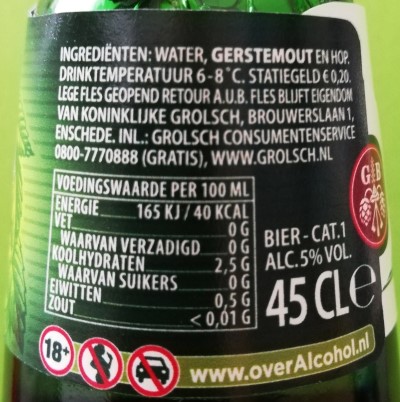 INGREDIËNTEN: WATER, GERSTEMOUT EN HOP.
DRINKTEMPERATUUR 6-8˚C. STATIEGELD € 0,20.
LEGE FLES GEOPEND RETOUR A.U.B. FLES BLIJFT EIGENDOM
VAN KONINKLIJKE GROLSCH, BROUWERSLAAN 1,
ENSCHEDE. INL.: GROLSCH CONSUMENTENSERVICE
0800-7770888 (GRATIS), WWW.GROLSCH.NL
VOEDINGSWAARDE PER 100 ML
ENERGIE 165 KJ / 40 KCAL
VET 0 G
WAARVAN VERZADIGD 0 G
KOOLHYDRATEN 2,5 G
WAARVAN SUIKERS 0 G
EIWITTEN 0,5 G
ZOUT < 0,01 G
BIER - CAT.1
ALC. 5% VOL.
45 CL e
G B
18+
www.overAlcohol.nl